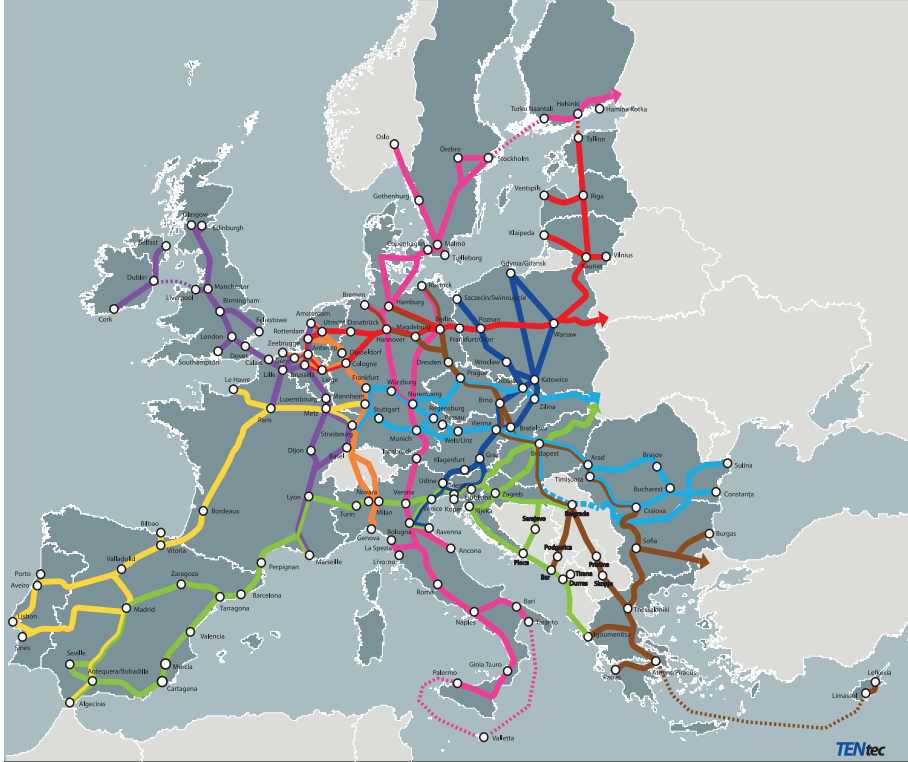 Helsinki
Turku Naantali
Hamina Kotka
Oslo
Örebro
Stockholm
Tallinn
Ventspils
Riga
Gothenburg
Glasgow
Edinburgh
Klaipeda
Belfast
Copenhagen
Malmö
Trelleborg
Vilnius
Kaunas
Gdynia/Gdansk
Dublin
Manchester
Liverpool
Rostock
Bremen
Szczecin/Swinoujscie
Hamburg
Birmingham
Cork
Felixstowe
Amsterdam
Utrecht
Osnabrück
Magdeburg
Berlin
Poznan
Warsaw
Rotterdam
Hannover
Frankfurt/Oder
London
Zeebrugge
Antwerp
Düsseldorf
Southampton
Dover
Calais
Cologne
Dresden
Wroclaw
Lille
Brussels
Liege
Prague
Katowice
Le Havre
Frankfurt
Würzburg
Ostrava
Luxembourg
Mannheim
Nuremberg
Brno
Zilina
Paris
Metz
Stuttgart
Regensburg
Passau
Strasbourg
Munich
Wels/Linz
Vienna
Bratislava
Dijon
Basel
Innsbruck
Klagenfurt
Graz
Budapest
Arad
Brașov
Sulina
Timișoara
Udine
Lyon
Novara
Verona
Venice
Koper
Ljubljana
Zagreb
Bucharest
Constanța
Turin
Milan
Rijeka
Belgrade
Craiova
Bordeaux
Genova
Bologna
Ravenna
Sarajevo
Bilbao
Vitoria
La Spezia
Livorno
Ancona
Ploce
Podgorica
Sofia
Burgas
Marseille
Perpignan
Valladolid
Bar
Tirana
Durres
Pristina
Skopje
Porto
Aveiro
Zaragoza
Rome
Barcelona
Tarragona
Madrid
Bari
Naples
Taranto
Thessaloniki
Lisbon
Sines
Valencia
Igoumenitsa
Seville
Murcia
Antequera/Bobadilla
Cartagena
Gioia Tauro
Palermo
Patras
Athens/Piraeus
Lefkosia
Limassol
Algeciras
Valletta
TENtec